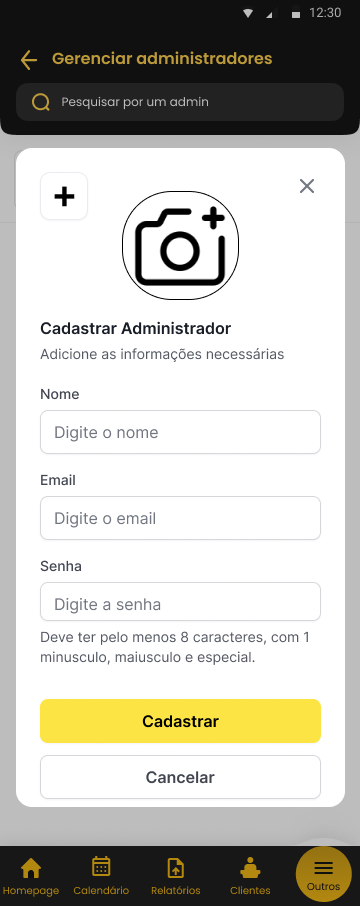 12:30
Gerenciar administradores
Pesquisar por um admin
Cadastrar Administrador
Adicione as informações necessárias
Nome
Digite o nome
Email
Digite o email
Senha
Digite a senha
Deve ter pelo menos 8 caracteres, com 1
minusculo, maiusculo e especial.
Cadastrar
Cancelar
Homepage Calendário Relatórios Clientes Outros